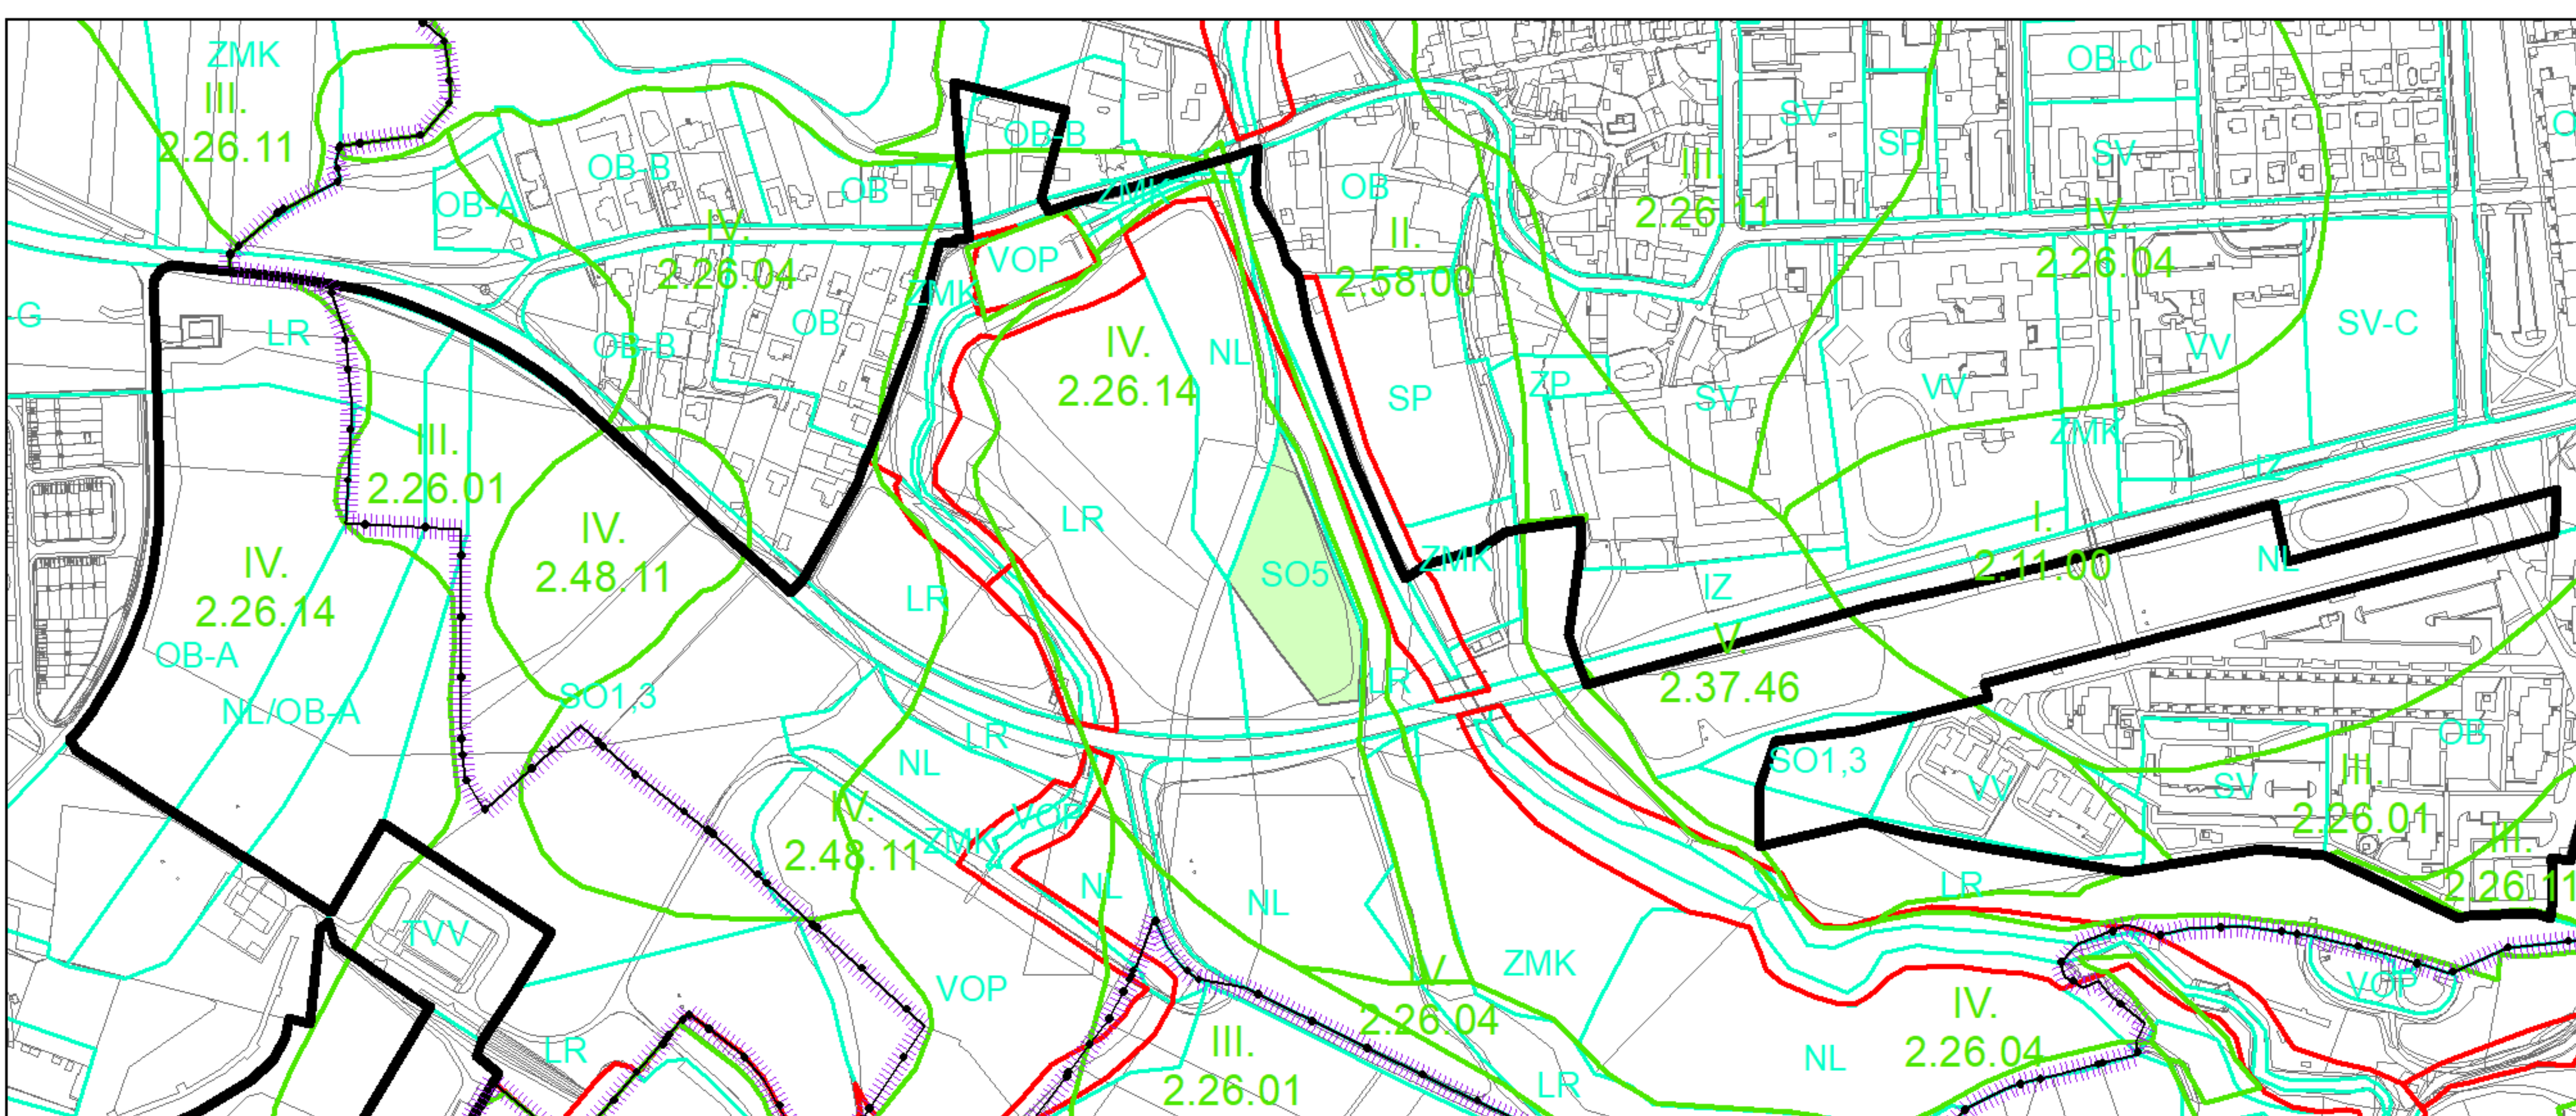 ZMK
III.
2.26.11
OB-A
OB-B
IV.
2.26.04
OB
OB-B
ZMK
OB
II.
2.58.00
III.
2.26.11
SV
SP
OB-C
SV
IV.
2.26.04
G
LR
OB-B
OB
ZMK
VOP
IV.
2.26.14
NL
SP
ZP
SV
VV
VV
SV-C
ZMK
IZ
III.
2.26.01
IV.
2.48.11
LR
SO5
ZMK
IZ
I.
2.11.00
NL
IV.
2.26.14
OB-A
NL/OB-A
SO1,3
LR
LR
V.
2.37.46
LR
NL
VOP
ZMK
IV.
2.48.11
NL
NL
SO1,3
VV
SV
OB
III.
2.26.01
III.
2.26.11
LR
TVV
VOP
ZMK
IV.
2.26.04
VOP
IV.
2.26.04
NL
LR
III.
2.26.01
LR